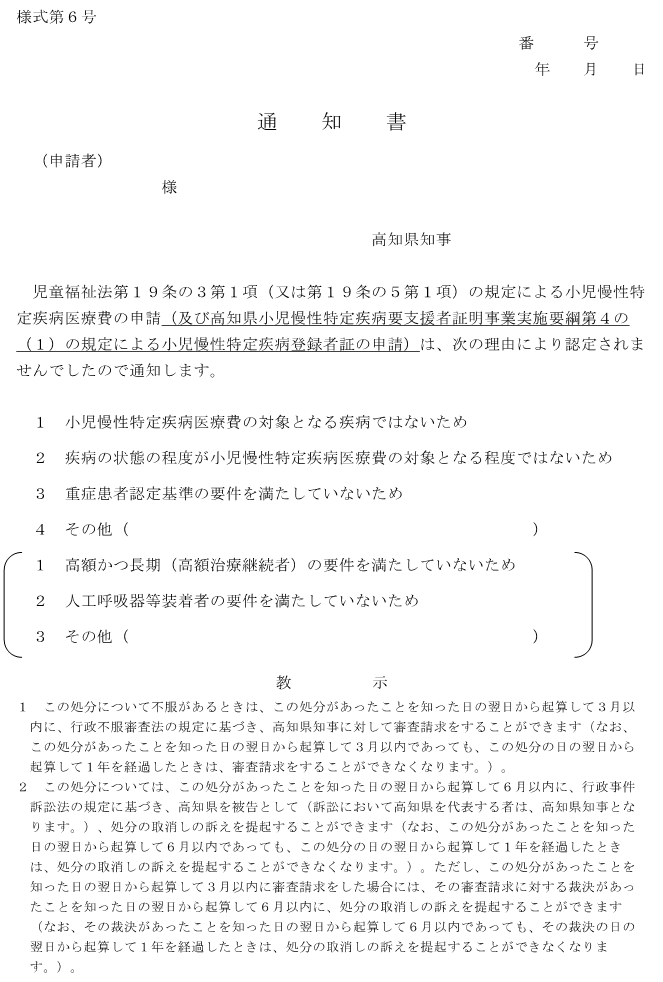 様式第６号
番　　　号
年　　月　　日
通　　知　　書
（申請者）
様
高知県知事
児童福祉法第１９条の３第１項（又は第１９条の５第１項）の規定による小児慢性特
定疾病医療費の申請（及び高知県小児慢性特定疾病要支援者証明事業実施要綱第４の
（１）の規定による小児慢性特定疾病登録者証の申請）は、次の理由により認定されま
せんでしたので通知します。
１　小児慢性特定疾病医療費の対象となる疾病ではないため
２　疾病の状態の程度が小児慢性特定疾病医療費の対象となる程度ではないため
３　重症患者認定基準の要件を満たしていないため
４　その他（　　　　　　　　　　　　　　　　　　　　　　　　　）
１　高額かつ長期（高額治療継続者）の要件を満たしていないため
２　人工呼吸器等装着者の要件を満たしていないため
３　その他（　　　　　　　　　　　　　　　　　　　　　　　　　）
教　　　　　示
１　この処分について不服があるときは、この処分があったことを知った日の翌日から起算して３月以
内に、行政不服審査法の規定に基づき、高知県知事に対して審査請求をすることができます（なお、
この処分があったことを知った日の翌日から起算して３月以内であっても、この処分の日の翌日から
起算して１年を経過したときは、審査請求をすることができなくなります。）。
２　この処分については、この処分があったことを知った日の翌日から起算して６月以内に、行政事件
訴訟法の規定に基づき、高知県を被告として（訴訟において高知県を代表する者は、高知県知事とな
ります。）、処分の取消しの訴えを提起することができます（なお、この処分があったことを知った
日の翌日から起算して６月以内であっても、この処分の日の翌日から起算して１年を経過したとき
は、処分の取消しの訴えを提起することができなくなります。）。ただし、この処分があったことを
知った日の翌日から起算して３月以内に審査請求をした場合には、その審査請求に対する裁決があっ
たことを知った日の翌日から起算して６月以内に、処分の取消しの訴えを提起することができます
（なお、その裁決があったことを知った日の翌日から起算して６月以内であっても、その裁決の日の
翌日から起算して１年を経過したときは、処分の取消しの訴えを提起することができなくなりま
す。）。